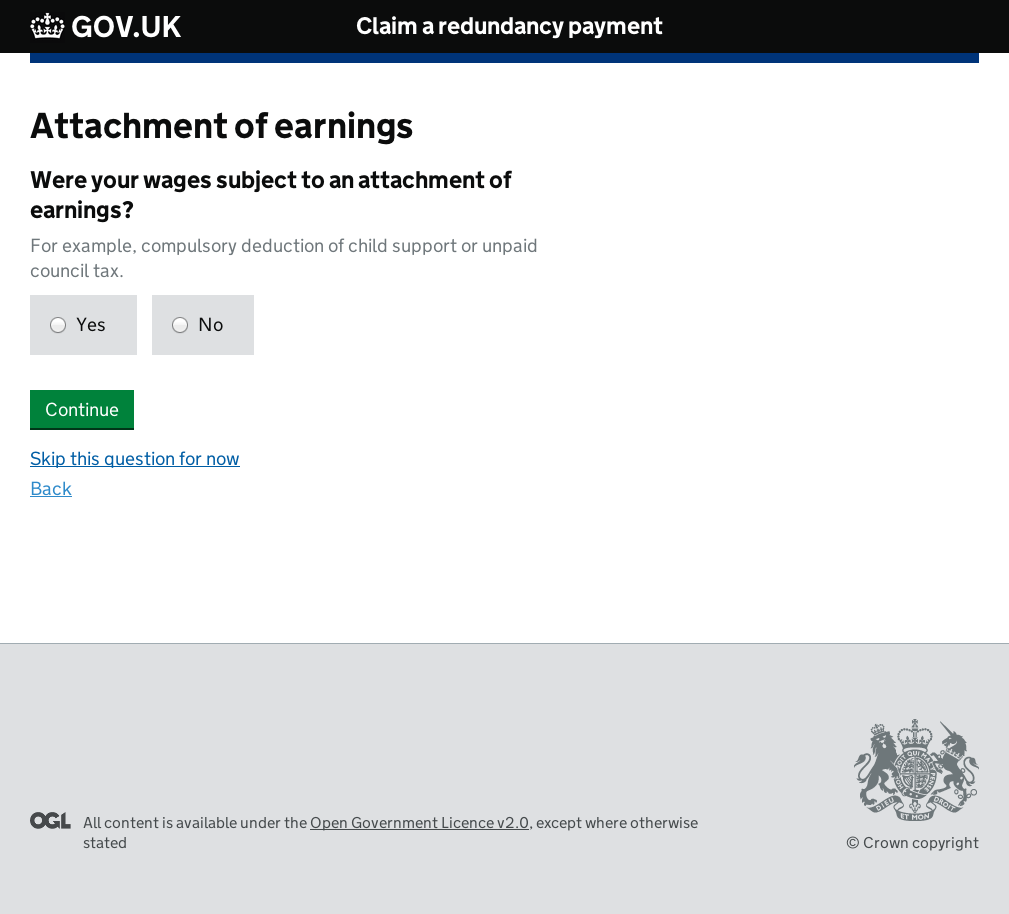 GOV.UK
Claim a redundancy payment
Attachment of earnings
Were your wages subject to an attachment of
earnings?
For example, compulsory deduction of child support or unpaid
council tax.
Yes
No
Continue
Skip this question for now
Back
OGL
All content is available under the Open Government Licence v2.0, except where otherwise
stated
DIEU ET MON DROIT
© Crown copyright